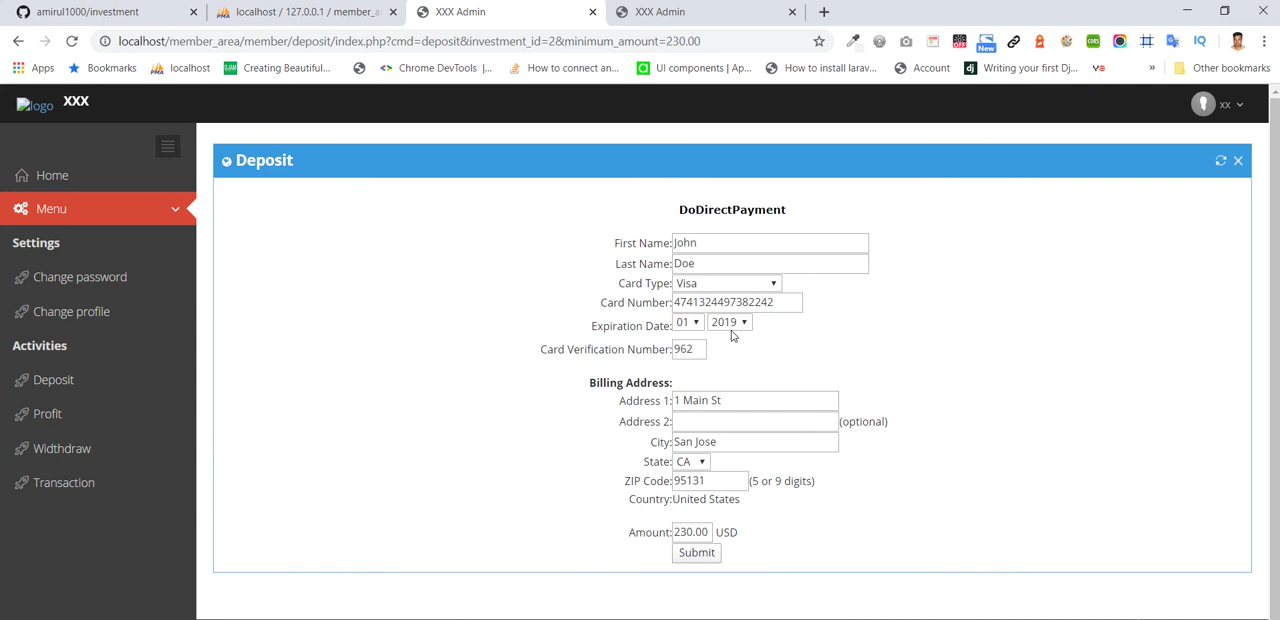 amirul1000/investment
localhost / 127.0.0.1 / member_a
XXX Admin
XXX Admin
localhost/member_area/member/deposit/index.php?cmd=deposit&investment_id=2&minimum_amount=230.00
OFF
New
CORS
IQ
Apps
Bookmarks
localhost
Creating Beautiful...
Chrome DevTools |...
How to connect an...
UI components | Ap...
How to install larav...
Account
Writing your first Dj...
»
Other bookmarks
logo
XXX
xx
Home
Menu
Settings
Change password
Change profile
Activities
Deposit
Profit
Widthdraw
Transaction
Deposit
DoDirectPayment
First Name: John
Last Name: Doe
Card Type: Visa
Card Number: 4741324497382242
Expiration Date: 01 2019
Card Verification Number: 962
Billing Address:
Address 1: 1 Main St
Address 2: (optional)
City: San Jose
State: CA
ZIP Code: 95131 (5 or 9 digits)
Country: United States
Amount: 230.00 USD
Submit